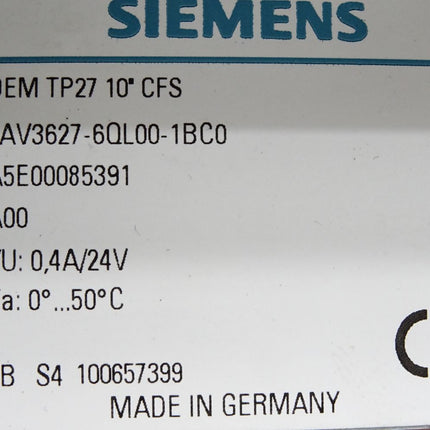 SIEMENS
OEM TP27 10" CFS
AV3627-6QL00-1BC0
A5E00085391
A00
/U: 0,4A/24V
a: 0°...50°C
B S4 100657399
MADE IN GERMANY